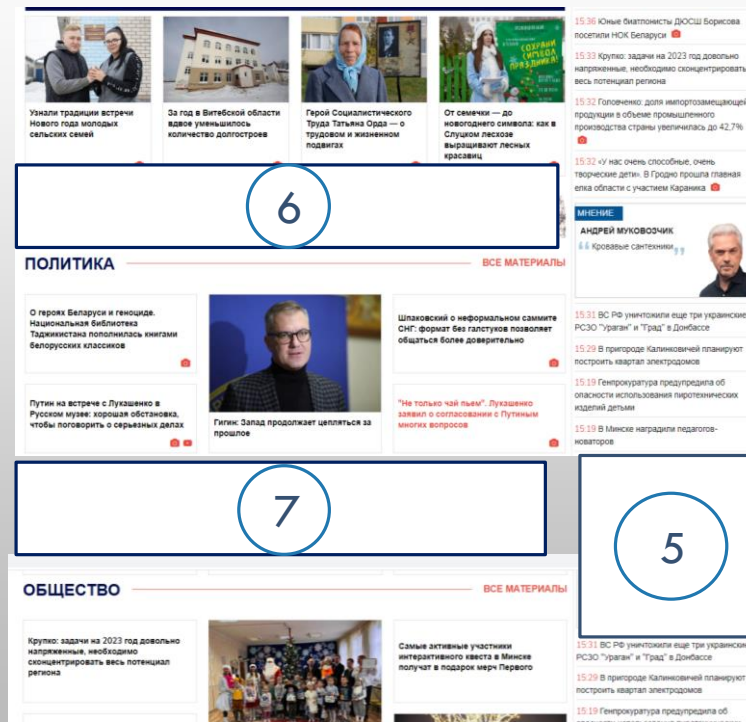 Узнали традиции встречи
Нового года молодых
сельских семей
За год в Витебской области
вдвое уменьшилось
количество долгостроев
Герой Социалистического
Труда Татьяна Орда — о
трудовом и жизненном
подвигах
СОХРАНИ
СИМВОЛ
ПРАЗДНИКА!
От семечки — до
новогоднего символа: как в
Слуцком лесхозе
выращивают лесных
красавиц
6
ПОЛИТИКА
ВСЕ МАТЕРИАЛЫ
О героях Беларуси и геноциде.
Национальная библиотека
Таджикистана пополнилась книгами
белорусских классиков
Путин на встрече с Лукашенко в
Русском музее: хорошая обстановка,
чтобы поговорить о серьезных делах
Гигин: Запад продолжает цепляться за
прошлое
Шпаковский о неформальном саммите
СНГ: формат без галстуков позволяет
общаться более доверительно
"Не только чай пьем". Лукашенко
заявил о согласовании с Путиным
многих вопросов
7
ОБЩЕСТВО
ВСЕ МАТЕРИАЛЫ
Крупко: задачи на 2023 год довольно
напряженные, необходимо
сконцентрировать весь потенциал
региона
Самые активные участники
интерактивного квеста в Минске
получат в подарок мерч Первого
15:36 Юные биатлонисты ДЮСШ Борисова
посетили НОК Беларуси
15:33 Крупко: задачи на 2023 год довольно
напряженные, необходимо сконцентрировать
весь потенциал региона
15:32 Головченко: доля импортозамещающей
продукции в объеме промышленного
производства страны увеличилась до 42,7%
15:32 «У нас очень способные, очень
творческие дети». В Гродно прошла главная
елка области с участием Караника
МНЕНИЕ
АНДРЕЙ МУКОВОЗЧИК
Кровавые сантехники
15:31 ВС РФ уничтожили еще три украинские
РСЗО "Ураган" и "Град" в Донбассе
15:29 В пригороде Калинковичей планируют
построить квартал электродомов
15:19 Генпрокуратура предупредила об
опасности использования пиротехнических
изделий детьми
15:19 В Минске наградили педагогов-
новаторов
5
15:31 ВС РФ уничтожили еще три украинские
РСЗО "Ураган" и "Град" в Донбассе
15:29 В пригороде Калинковичей планируют
построить квартал электродомов
15:19 Генпрокуратура предупредила об